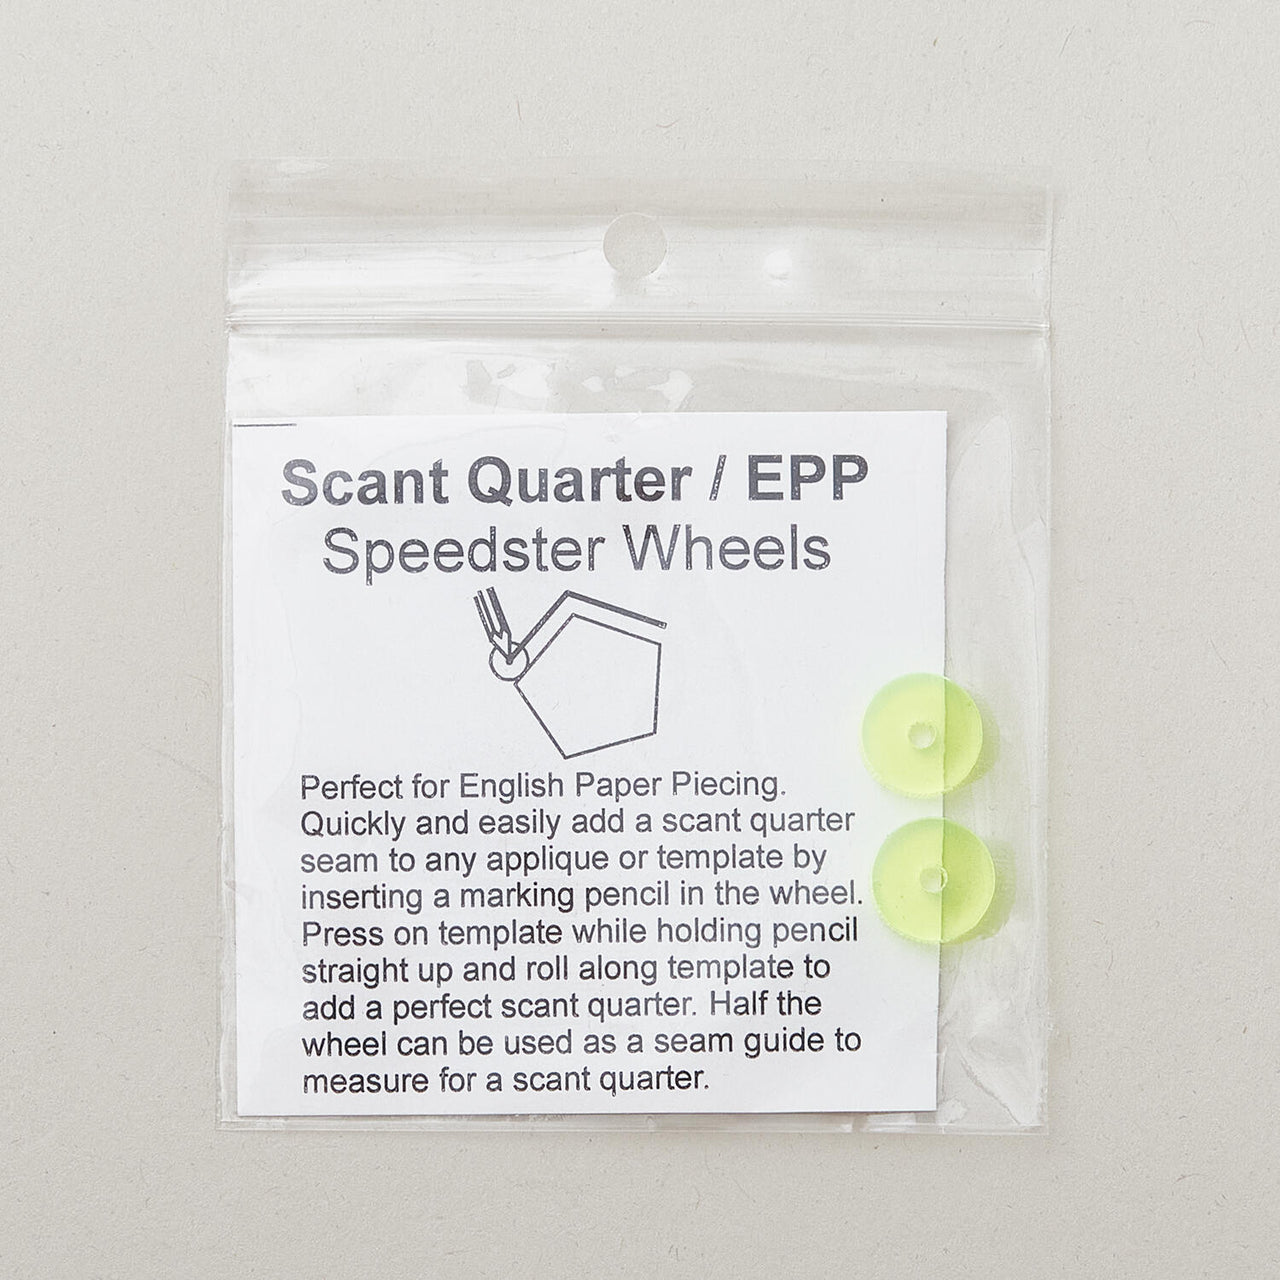 Scant Quarter / EPP
Speedster Wheels
Perfect for English Paper Piecing.
Quickly and easily add a scant quarter
seam to any applique or template by
inserting a marking pencil in the wheel.
Press on template while holding pencil
straight up and roll along template to
add a perfect scant quarter. Half the
wheel can be used as a seam guide to
measure for a scant quarter.